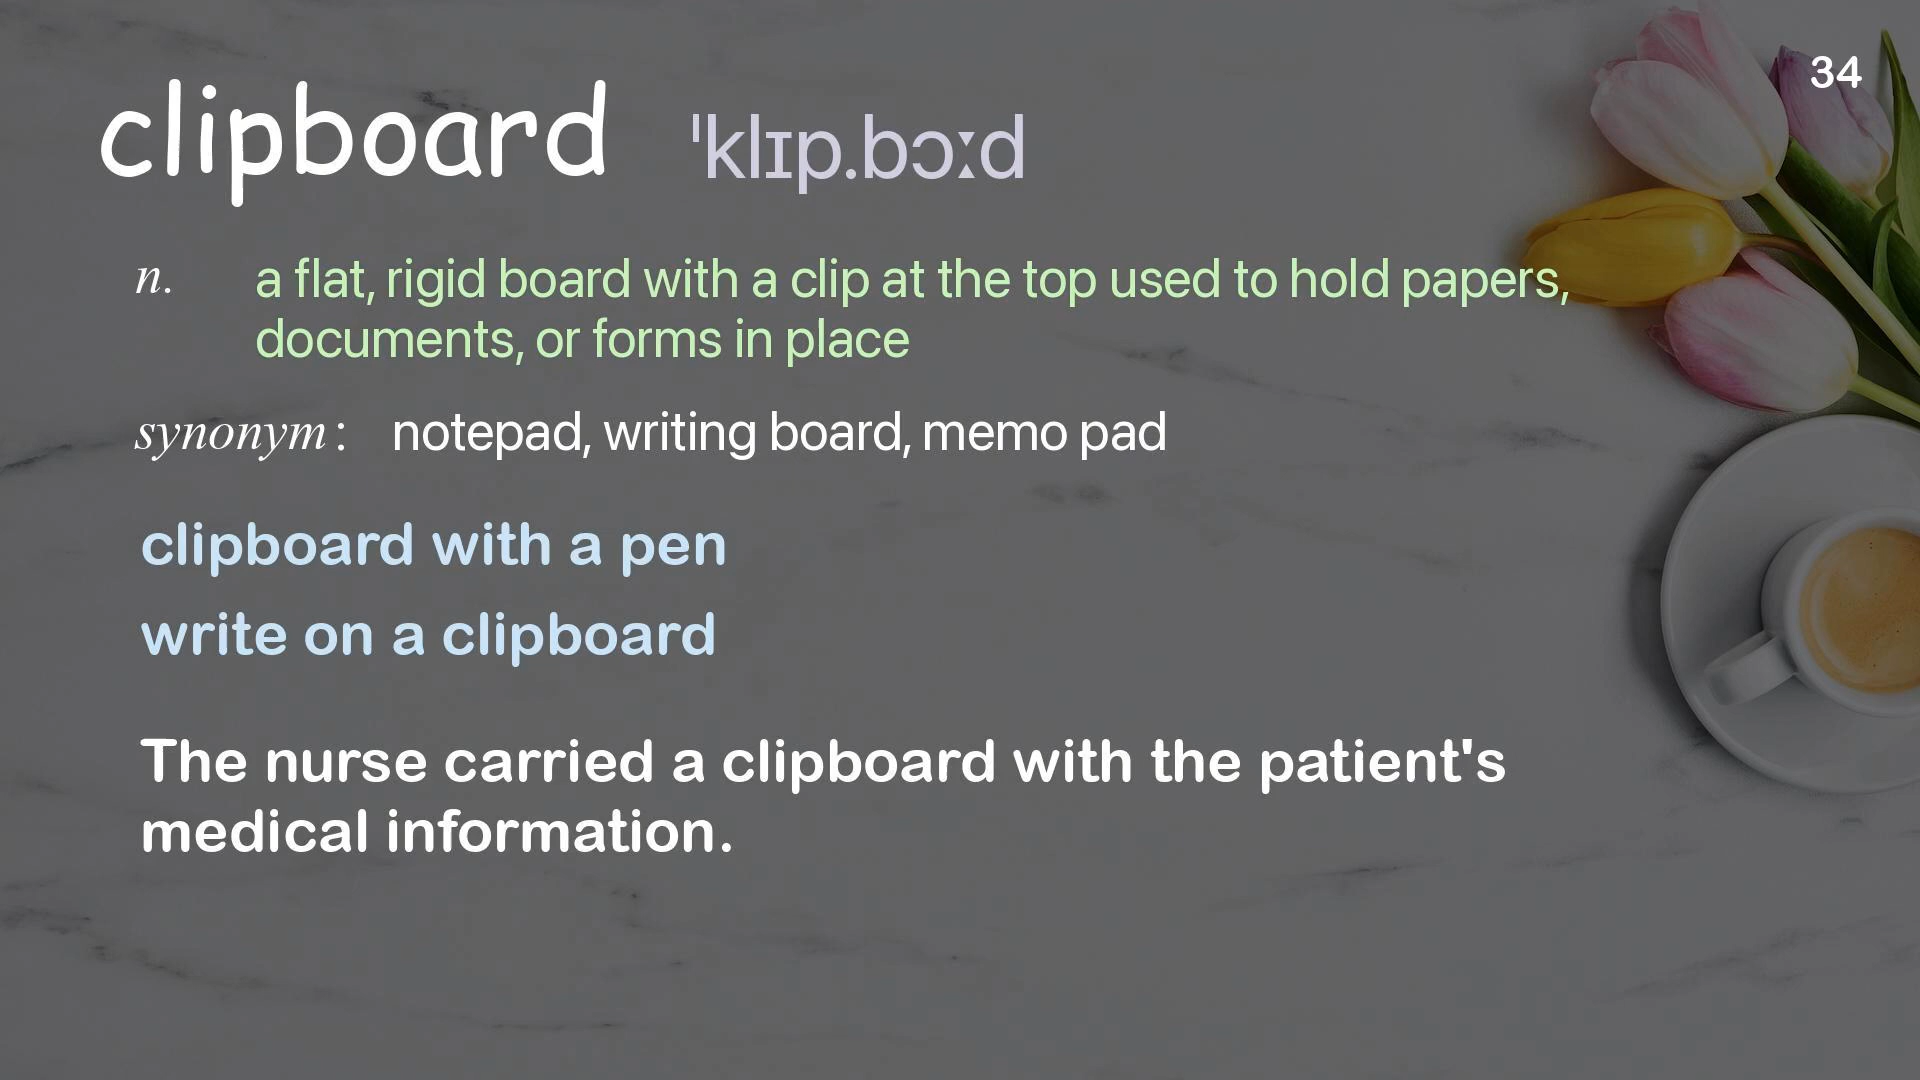 34
clipboard ˈklɪp.bɔːd
n. a flat, rigid board with a clip at the top used to hold papers,
documents, or forms in place
synonym: notepad, writing board, memo pad
clipboard with a pen
write on a clipboard
The nurse carried a clipboard with the patient's
medical information.